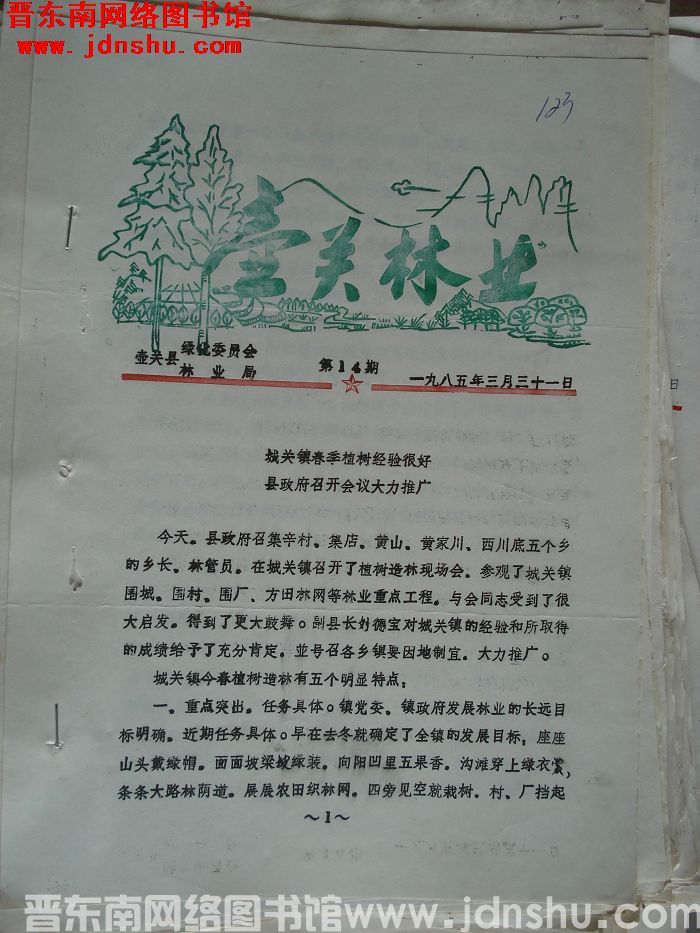 晋东南网络图书馆
www.jdnshu.com
123
壶关林业
壶关县 绿化委员会
林业局
第14期
一九八五年三月三十一日
城关镇春季植树经验很好
县政府召开会议大力推广
今天。县政府召集辛村、集店、黄山、黄家川、西川底五个乡
的乡长、林管员。在城关镇召开了植树造林现场会。参观了城关镇
围城、围村、围厂、方田林网等林业重点工程。与会同志受到了很
大启发。得到了更大鼓舞。副县长刘德宝对城关镇的经验和所取得
的成绩给予了充分肯定。並号召各乡镇要因地制宜。大力推广。
城关镇今春植树造林有五个明显特点:
一、重点突出。任务具体。镇党委、镇政府发展林业的长远目
标明确。近期任务具体。早在去冬就确定了全镇的发展目标:座座
山头戴绿帽。面面坡梁披绿装。向阳凹里五果香。沟滩穿上绿衣裳,
条条大路林荫道。展展农田织林网。四旁见空就栽树。村、厂挡起
～1～
晋东南网络图书馆www.jdnshu.com